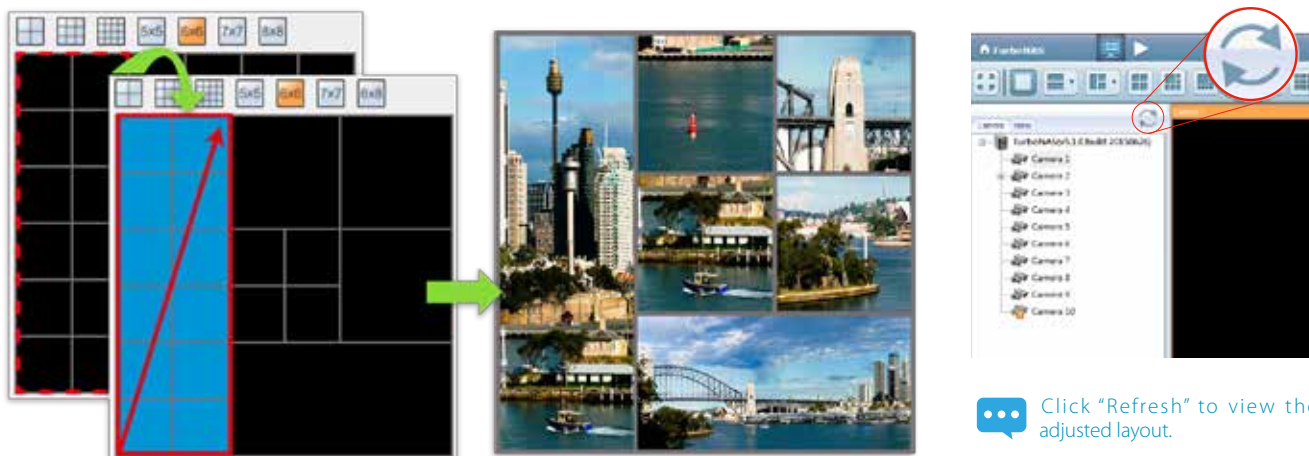 5x5 6x6 7x7 8x8
5x5 6x6 7x7 8x8
TurboNAS
Camera 1
Camera 2
Camera 3
Camera 4
Camera 5
Camera 6
Camera 7
Camera 8
Camera 9
Camera 10
Click “Refresh” to view the
adjusted layout.